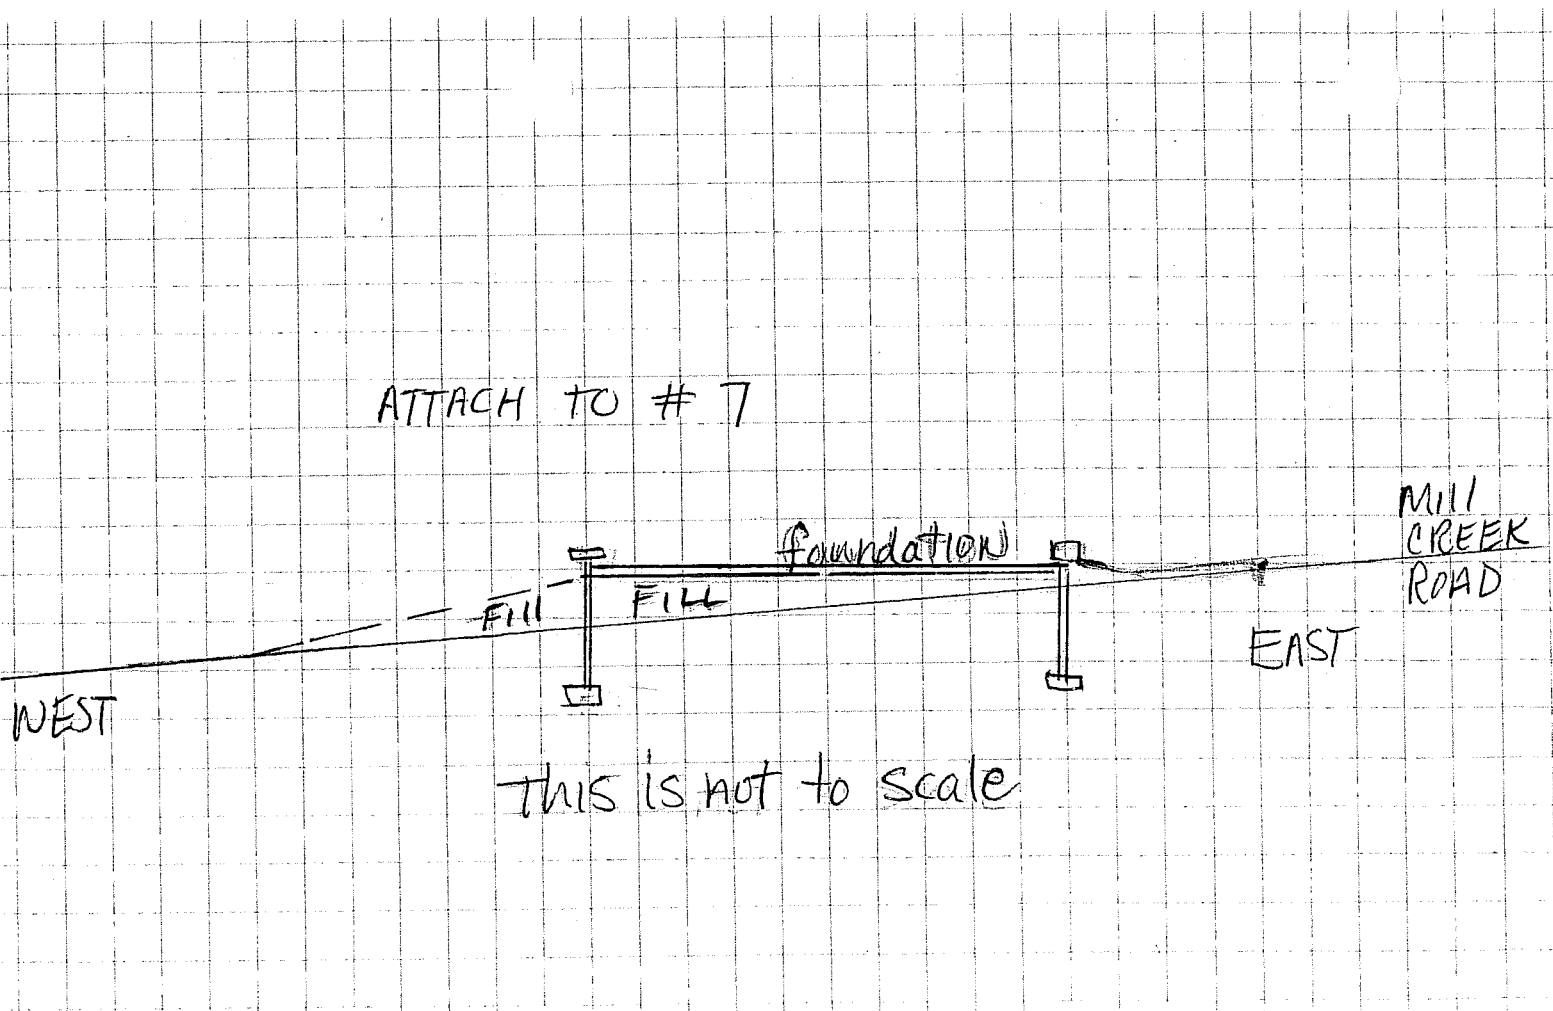 ATTACH TO # 7
Mill
CREEK
ROAD
foundation
Fill
FILL
EAST
WEST
This is not to scale